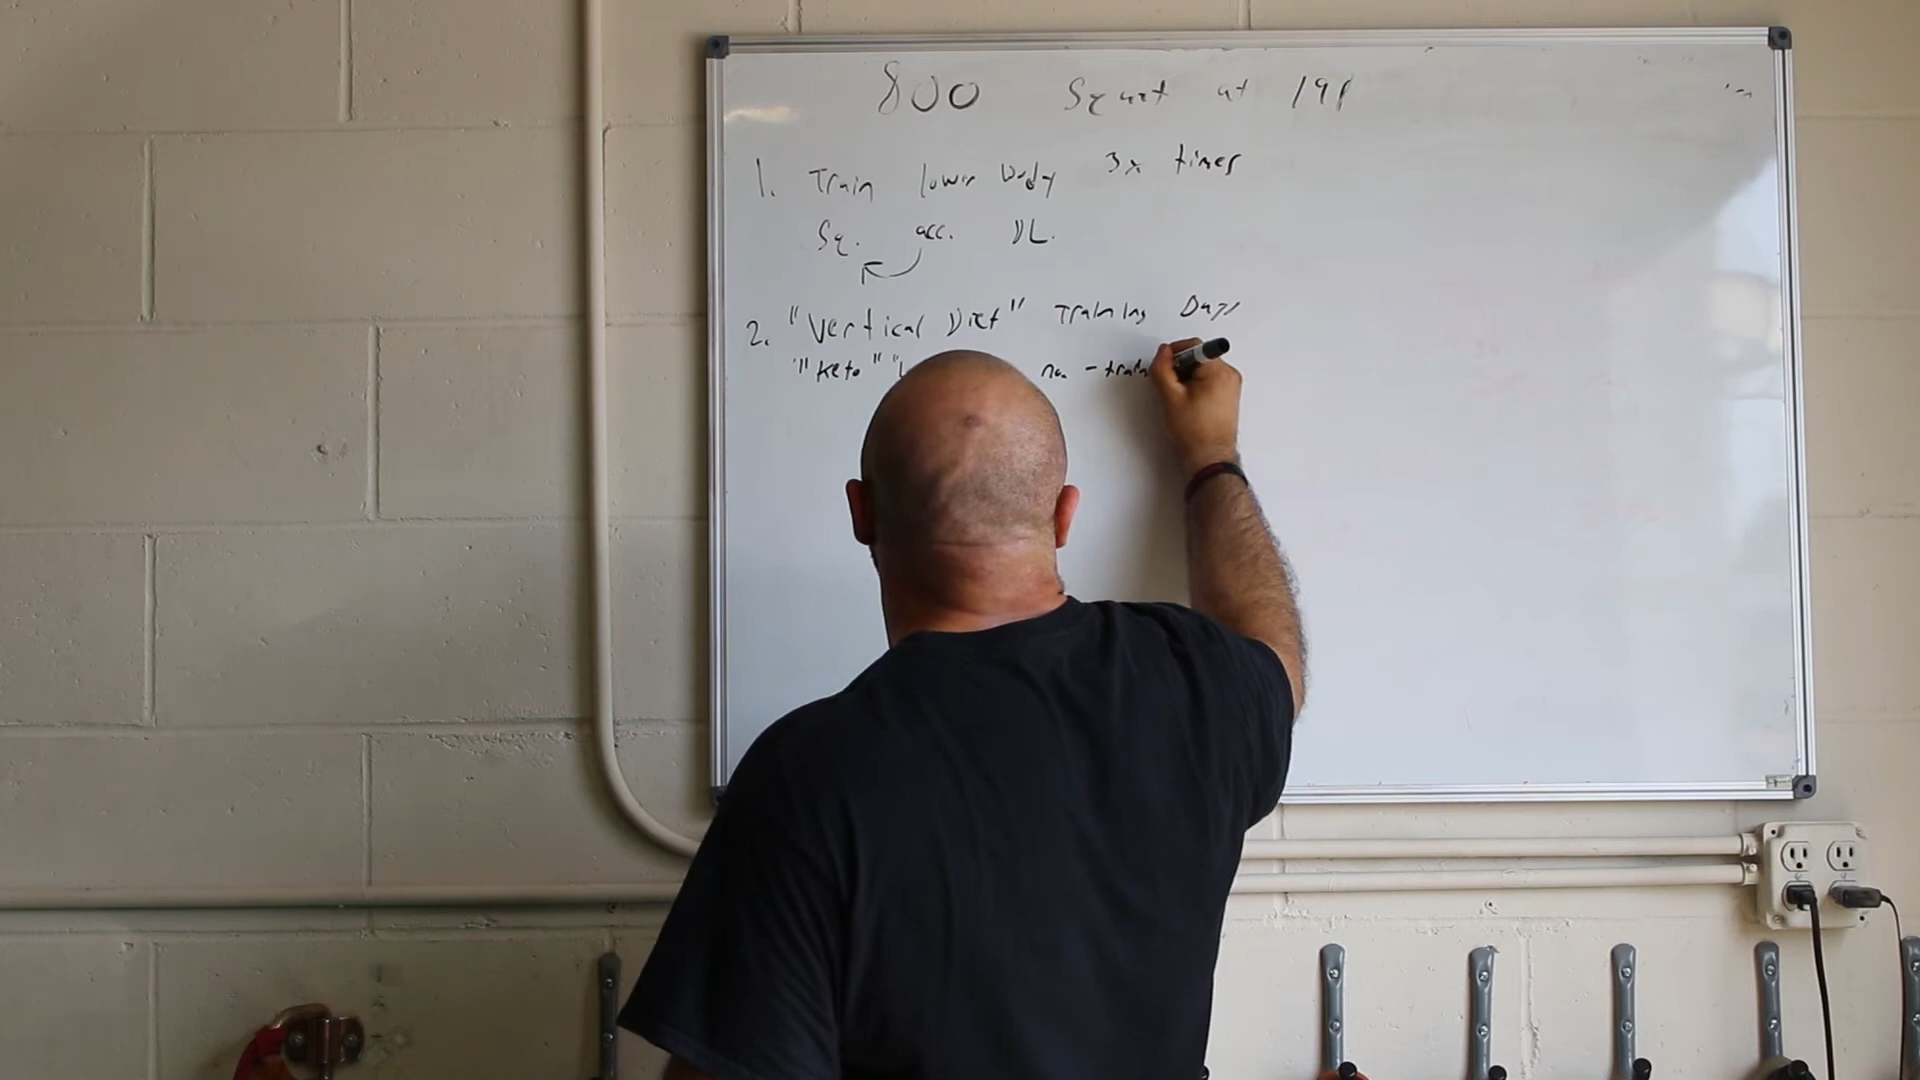 800 Squat at 198
1. Train lower body 3x times
Sq. acc. DL.
2. "Vertical Diet" Training Days
"Keto" non-train